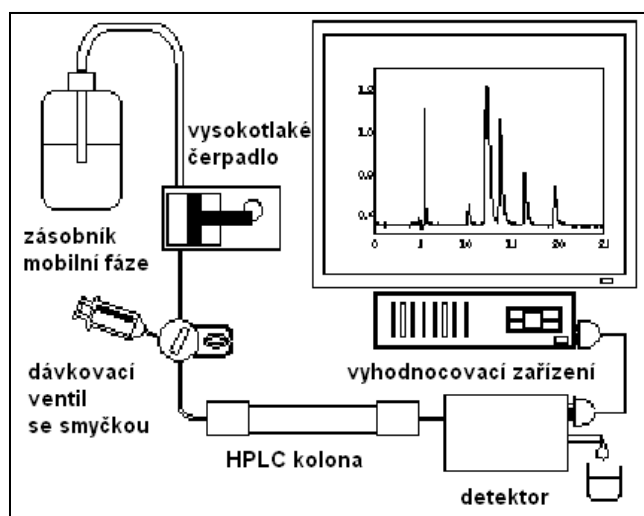 vysokotlaké
čerpadlo
zásobník
mobilní fáze
dávkovací
ventil
se smyčkou
vyhodnocovací zařízení
HPLC kolona
detektor